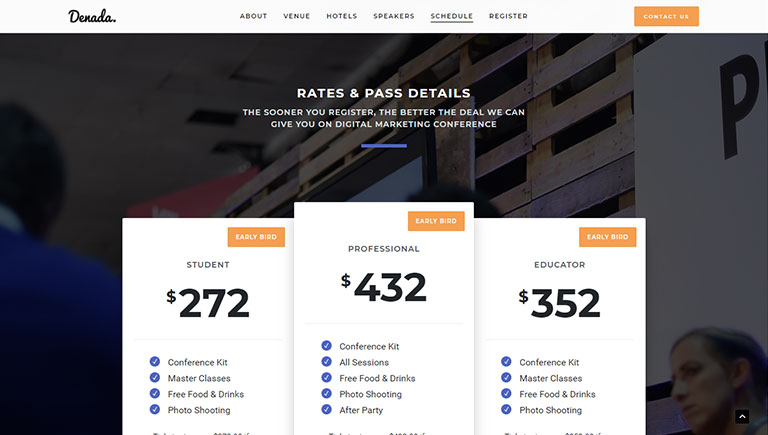 Denada.
ABOUT
VENUE
HOTELS
SPEAKERS
SCHEDULE
REGISTER
CONTACT US
RATES & PASS DETAILS
THE SOONER YOU REGISTER, THE BETTER THE DEAL WE CAN
GIVE YOU ON DIGITAL MARKETING CONFERENCE
EARLY BIRD
STUDENT
$272
Conference Kit
Master Classes
Free Food & Drinks
Photo Shooting
EARLY BIRD
PROFESSIONAL
$432
Conference Kit
All Sessions
Free Food & Drinks
Photo Shooting
After Party
EARLY BIRD
EDUCATOR
$352
Conference Kit
Master Classes
Free Food & Drinks
Photo Shooting